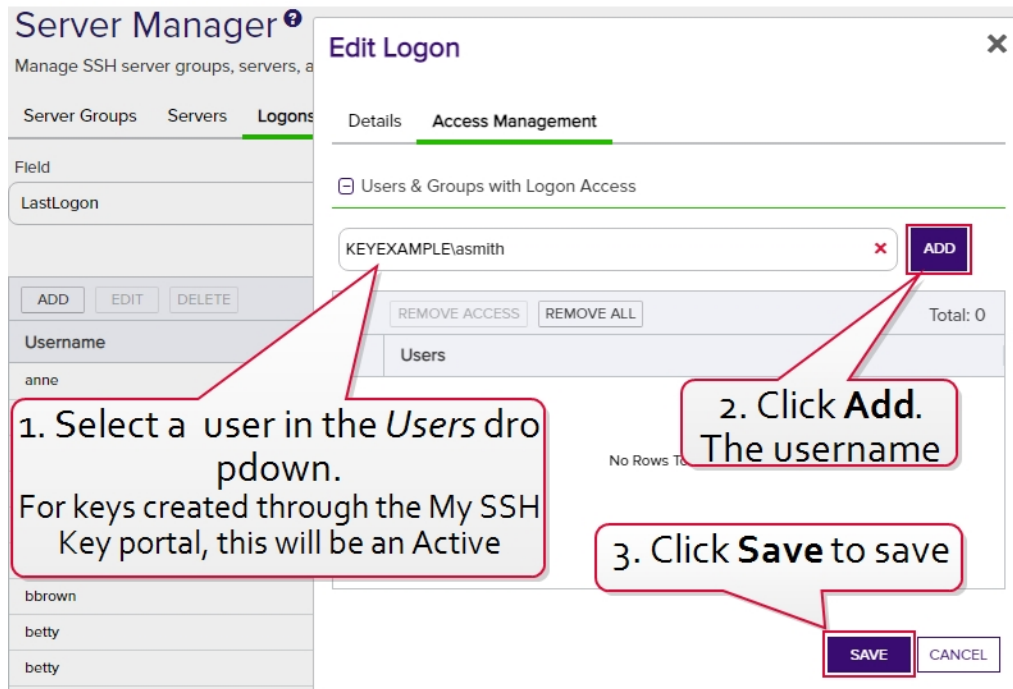 Server Manager ?
Manage SSH server groups, servers, a
Server Groups Servers Logons
Field
LastLogon
ADD EDIT DELETE
Username
anne
bbrown
betty
betty
Edit Logon
Details Access Management
Users & Groups with Logon Access
KEYEXAMPLE\asmith
ADD
REMOVE ACCESS REMOVE ALL Total: 0
Users
No Rows To
1. Select a user in the Users dro
pdown.
For keys created through the My SSH
Key portal, this will be an Active
2. Click Add.
The username
3. Click Save to save
SAVE CANCEL